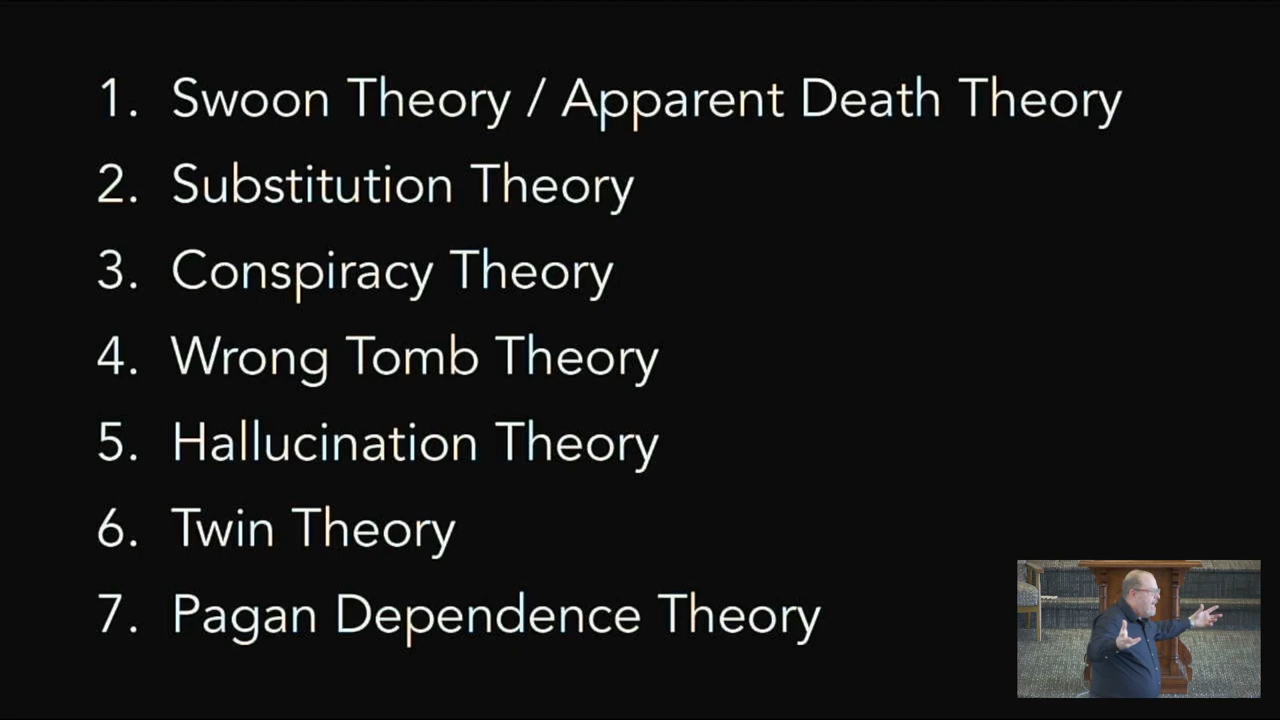 1. Swoon Theory / Apparent Death Theory
2. Substitution Theory
3. Conspiracy Theory
4. Wrong Tomb Theory
5. Hallucination Theory
6. Twin Theory
7. Pagan Dependence Theory